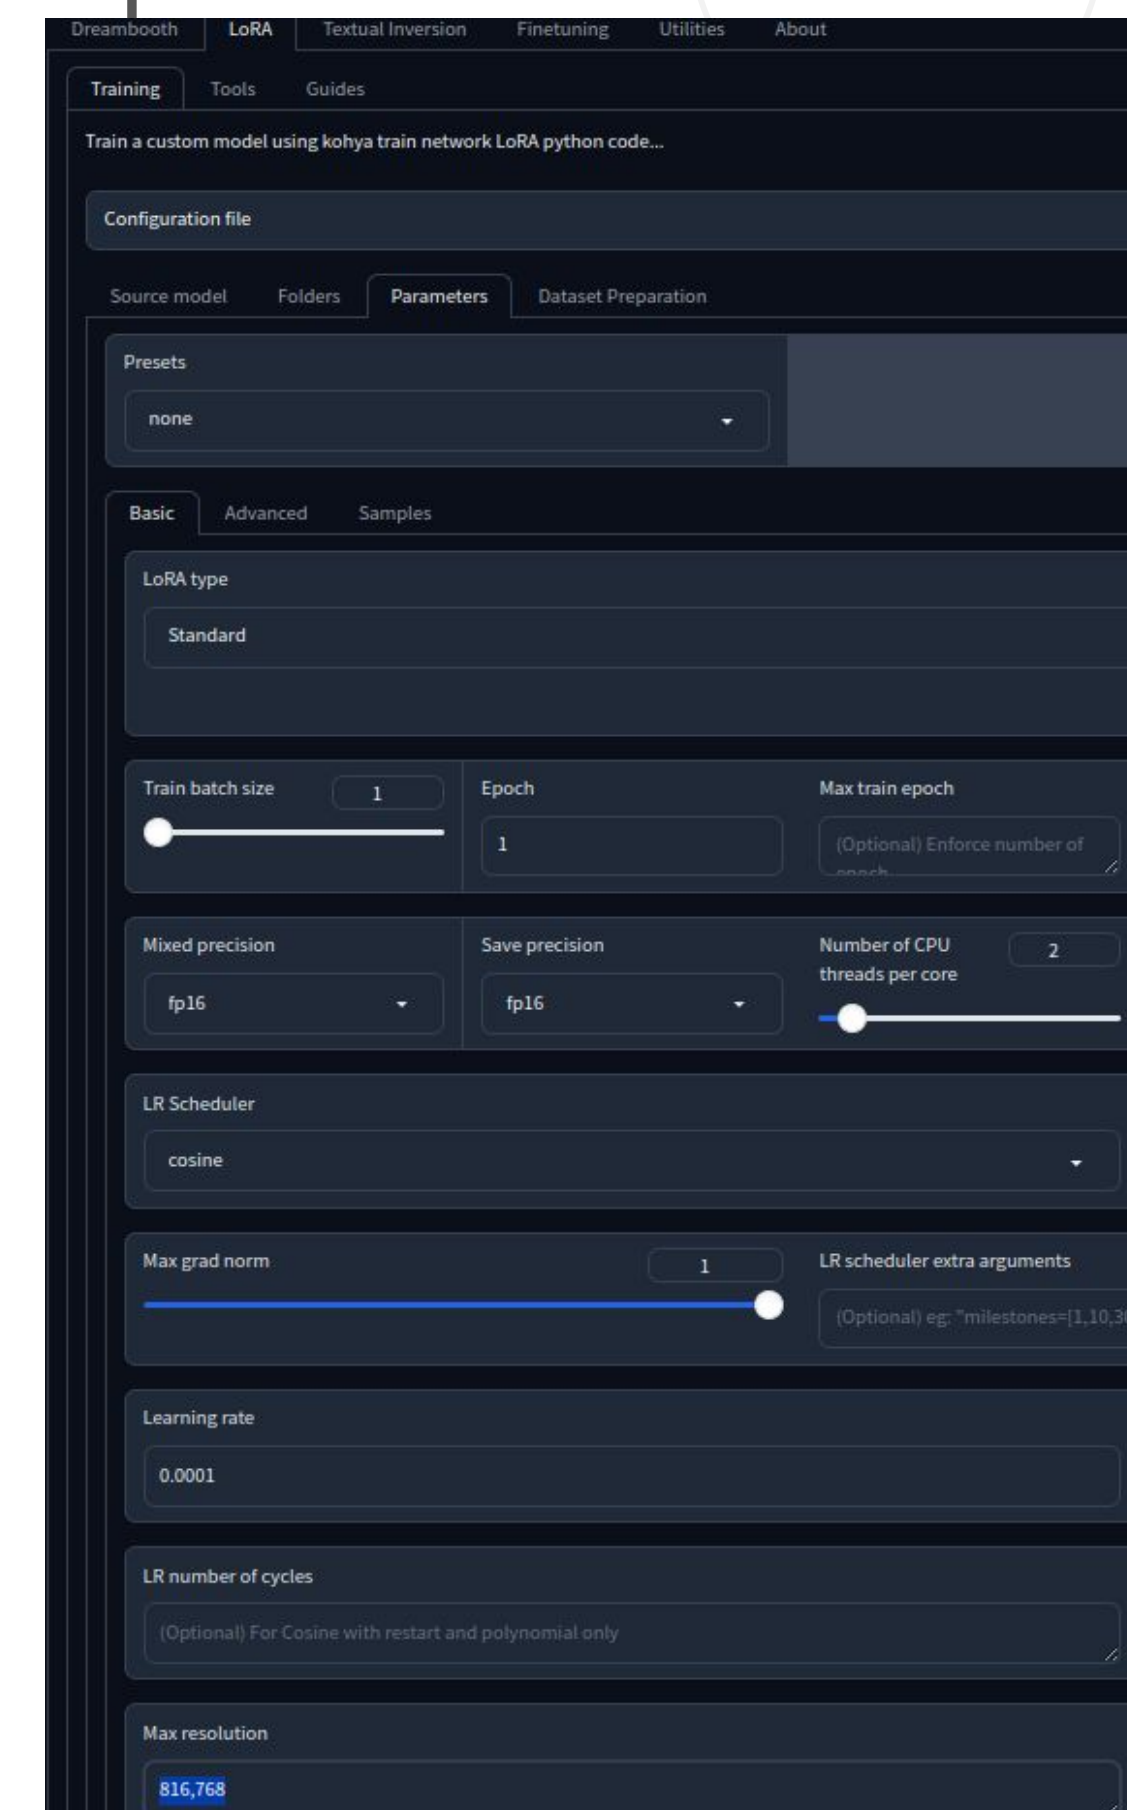 Dreambooth LoRA Textual Inversion Finetuning Utilities About
Training Tools Guides
Train a custom model using kohya train network LoRA python code...
Configuration file
Source model Folders Parameters Dataset Preparation
Presets
none
Basic Advanced Samples
LoRA type
Standard
Train batch size 1 Epoch Max train epoch
1 (Optional) Enforce number of
epoch
Mixed precision Save precision Number of CPU 2
threads per core
fp16 fp16
LR Scheduler
cosine
Max grad norm 1 LR scheduler extra arguments
(Optional) eg: "milestones=[1,10,30
Learning rate
0.0001
LR number of cycles
(Optional) For Cosine with restart and polynomial only
Max resolution
816,768